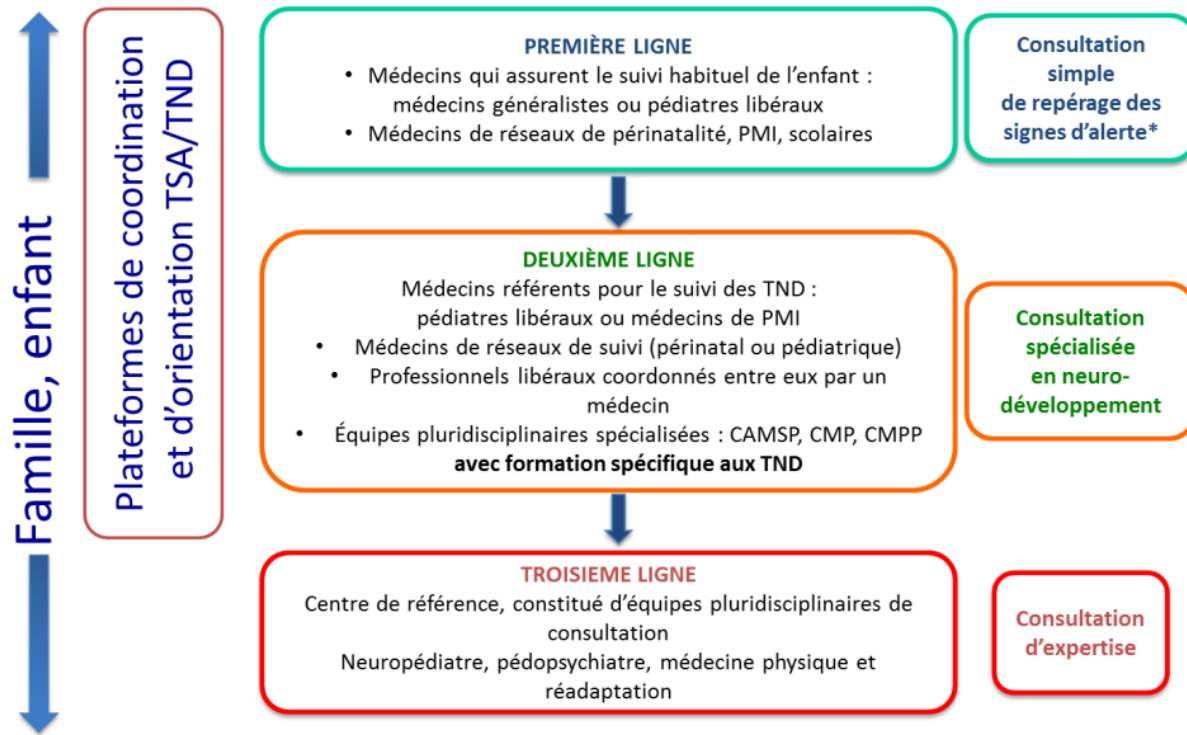 Famille, enfant
Plateformes de coordination
et d'orientation TSA/TND
PREMIÈRE LIGNE
• Médecins qui assurent le suivi habituel de l'enfant :
médecins généralistes ou pédiatres libéraux
• Médecins de réseaux de périnatalité, PMI, scolaires
Consultation
simple
de repérage des
signes d'alerte*
DEUXIÈME LIGNE
Médecins référents pour le suivi des TND :
pédiatres libéraux ou médecins de PMI
• Médecins de réseaux de suivi (périnatal ou pédiatrique)
• Professionnels libéraux coordonnés entre eux par un
médecin
• Équipes pluridisciplinaires spécialisées : CAMSP, CMP, CMPP
avec formation spécifique aux TND
Consultation
spécialisée
en neuro-
développement
TROISIEME LIGNE
Centre de référence, constitué d'équipes pluridisciplinaires de
consultation
Neuropédiatre, pédopsychiatre, médecine physique et
réadaptation
Consultation
d'expertise